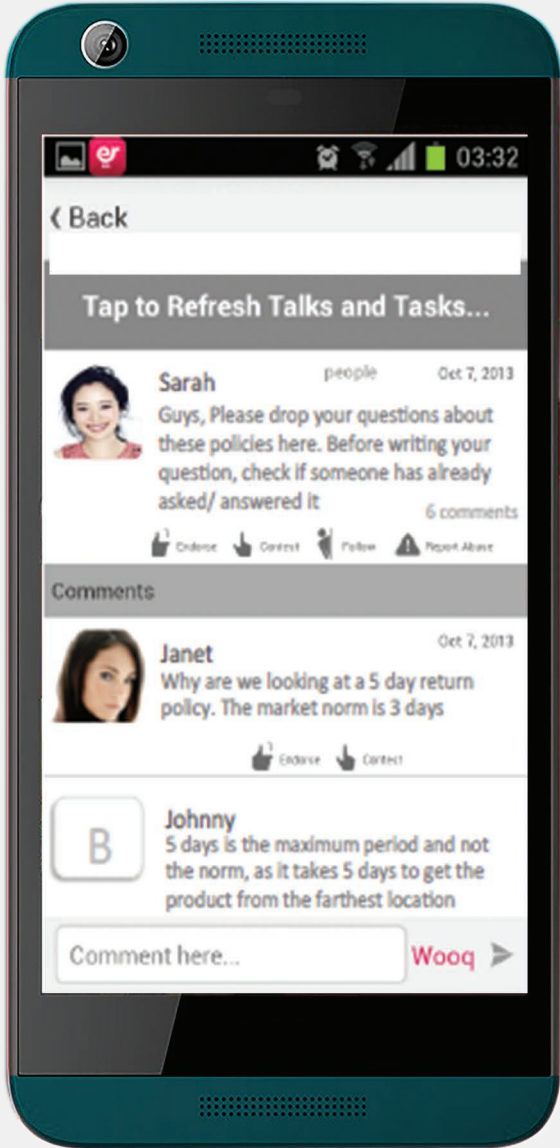 03:32
Back
Tap to Refresh Talks and Tasks...
Sarah people Oct 7, 2013
Guys, Please drop your questions about
these policies here. Before writing your
question, check if someone has already
asked/ answered it
6 comments
Endorse Contest Follow Report Abuse
Comments
Oct 7, 2013
Janet
Why are we looking at a 5 day return
policy. The market norm is 3 days
Endorse Contest
B
Johnny
5 days is the maximum period and not
the norm, as it takes 5 days to get the
product from the farthest location
Comment here... Wooq